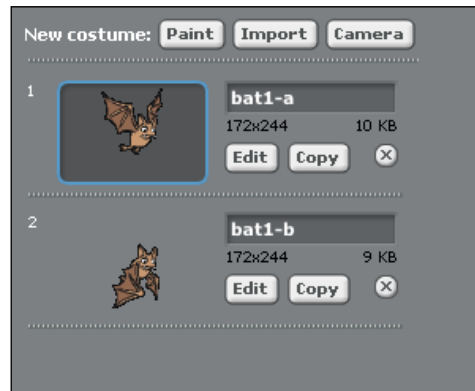 New costume: Paint Import Camera
1
bat1-a
172x244 10 KB
Edit Copy
2
bat1-b
172x244 9 KB
Edit Copy